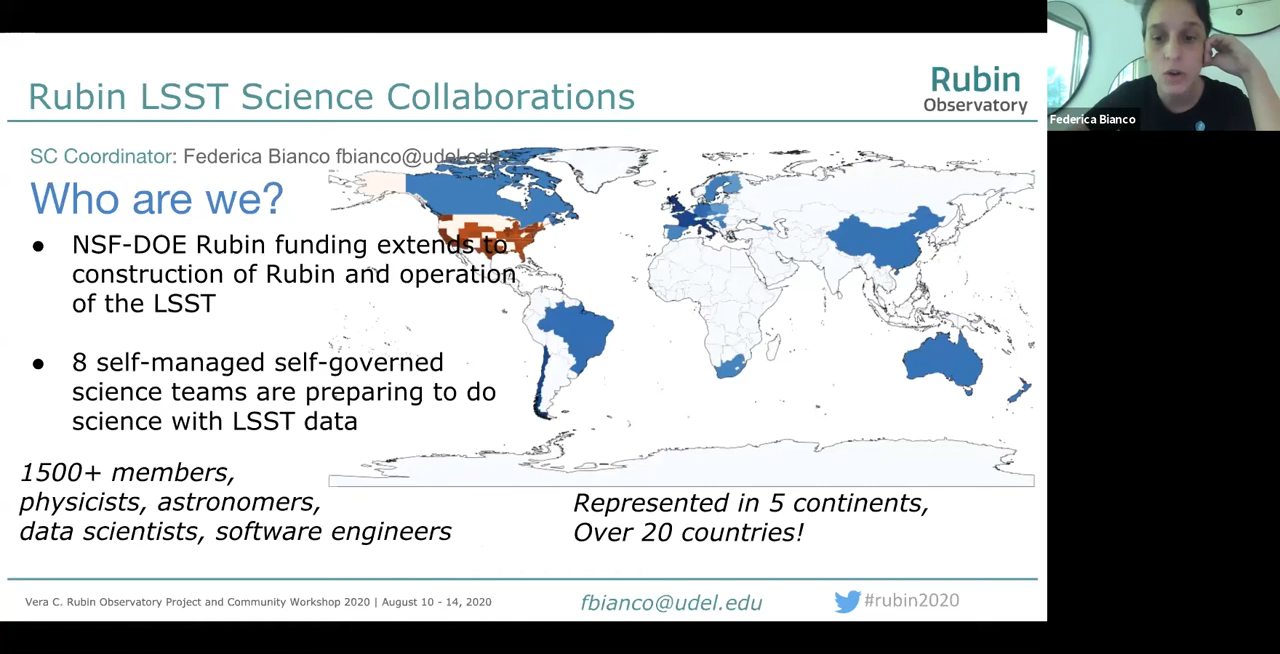 Rubin LSST Science Collaborations
Rubin
Observatory
Federica Bianco
SC Coordinator: Federica Bianco fbianco@udel.edu
Who are we?
● NSF-DOE Rubin funding extends to
construction of Rubin and operation
of the LSST
● 8 self-managed self-governed
science teams are preparing to do
science with LSST data
1500+ members,
physicists, astronomers,
data scientists, software engineers
Represented in 5 continents,
Over 20 countries!
Vera C. Rubin Observatory Project and Community Workshop 2020 | August 10 - 14, 2020
fbianco@udel.edu
#rubin2020